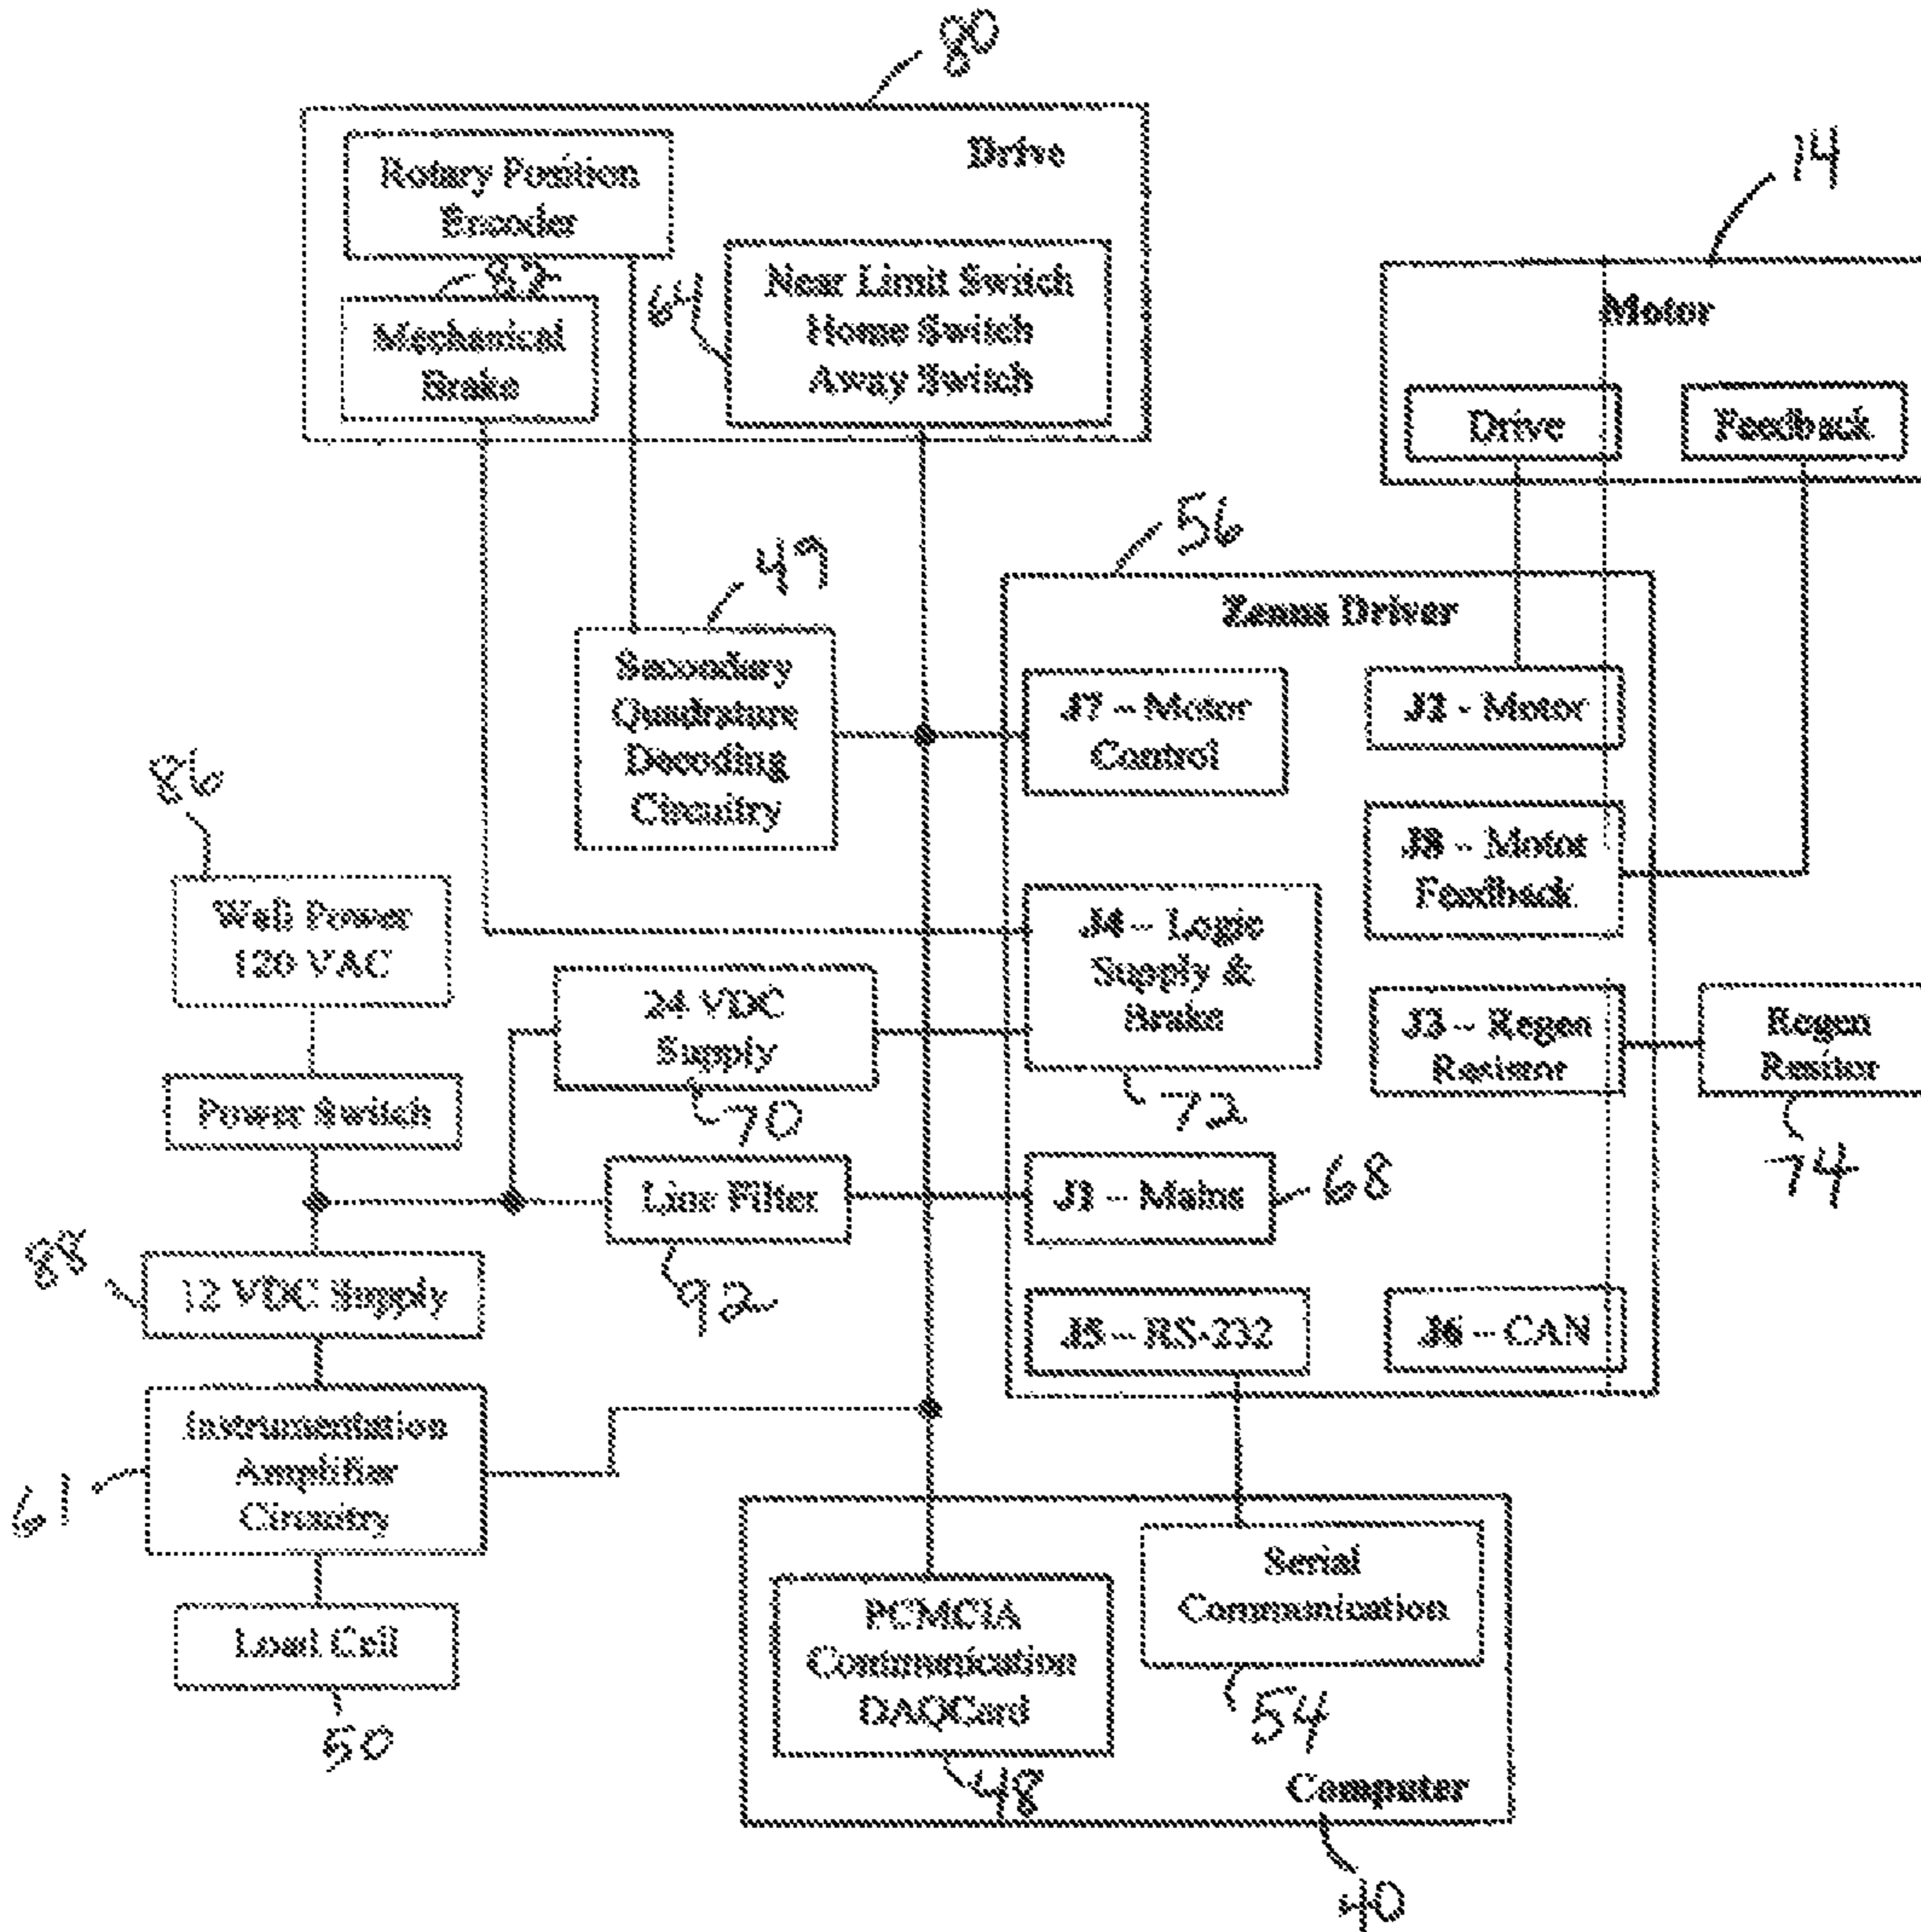 80
Drive
Rotary Position
Encoder
82
Mechanical
Brake
64
Near Limit Switch
Home Switch
Away Switch
14
Motor
Drive
Feedback
49
Secondary
Quadrature
Decoding
Circuitry
56
Xenus Driver
J7 – Motor
Control
J2 - Motor
J8 – Motor
Feedback
86
Wall Power
120 VAC
Power Switch
24 VDC
Supply
70
J4 – Logic
Supply &
Brake
72
J3 – Regen
Resistor
Regen
Resitor
74
Line Filter
92
J1 – Mains
68
88
12 VDC Supply
J5 – RS-232
J6 – CAN
61
Instrumentation
Amplifier
Circuitry
Load Cell
50
PCMCIA
Communication
DAQCard
48
Serial
Communication
54
Computer
40